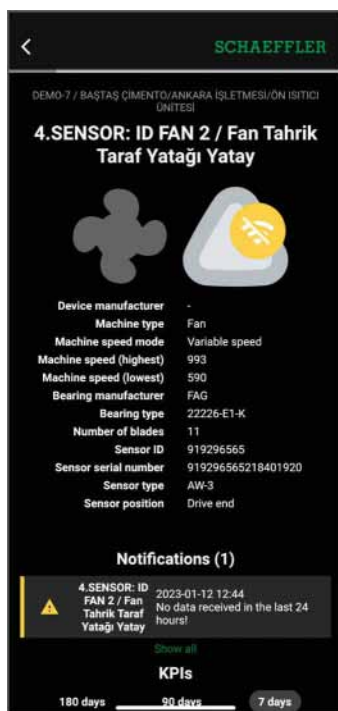 SCHAEFFLER
DEMO-7 / BAŞTAŞ ÇİMENTO/ANKARA İŞLETMESİ/ÖN ISITICI
ÜNİTESİ
4.SENSOR: ID FAN 2 / Fan Tahrik
Taraf Yatağı Yatay
Device manufacturer -
Machine type Fan
Machine speed mode Variable speed
Machine speed (highest) 993
Machine speed (lowest) 590
Bearing manufacturer FAG
Bearing type 22226-E1-K
Number of blades 11
Sensor ID 919296565
Sensor serial number 919296565218401920
Sensor type AW-3
Sensor position Drive end
Notifications (1)
4.SENSOR: ID
FAN 2 / Fan
Tahrik Taraf
Yatağı Yatay
2023-01-12 12:44
No data received in the last 24
hours!
Show all
KPIs
180 days 90 days 7 days